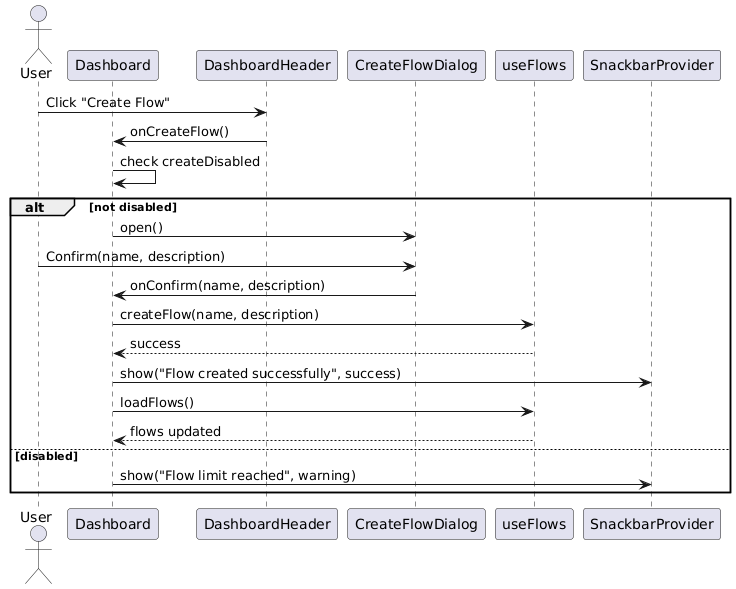 User
Dashboard
DashboardHeader
CreateFlowDialog
useFlows
SnackbarProvider
Click "Create Flow"
onCreateFlow()
check createDisabled
alt
[not disabled]
open()
Confirm(name, description)
onConfirm(name, description)
createFlow(name, description)
success
show("Flow created successfully", success)
loadFlows()
flows updated
[disabled]
show("Flow limit reached", warning)
User
Dashboard
DashboardHeader
CreateFlowDialog
useFlows
SnackbarProvider